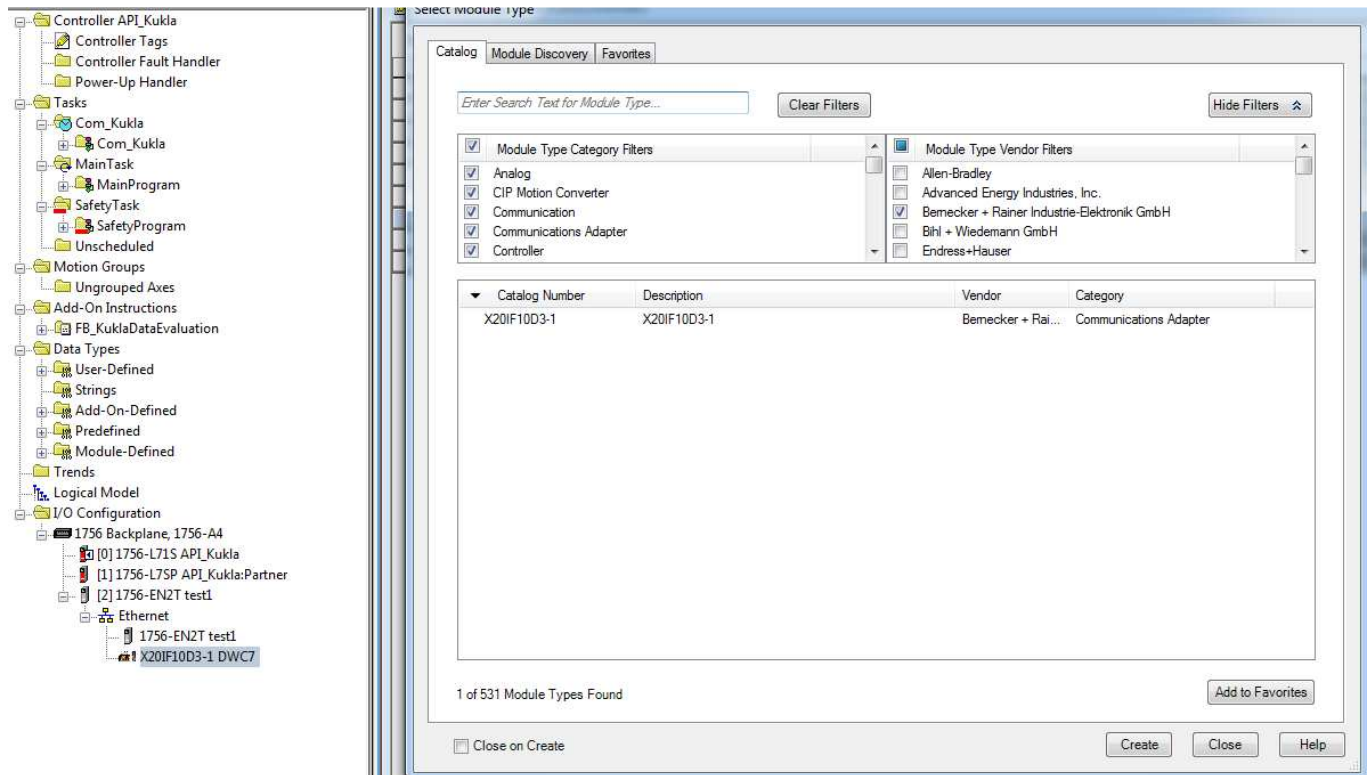 Controller API_Kukla
Controller Tags
Controller Fault Handler
Power-Up Handler
Tasks
Com_Kukla
Com_Kukla
MainTask
MainProgram
SafetyTask
SafetyProgram
Unscheduled
Motion Groups
Ungrouped Axes
Add-On Instructions
FB_KuklaDataEvaluation
Data Types
User-Defined
Strings
Add-On-Defined
Predefined
Module-Defined
Trends
Logical Model
I/O Configuration
1756 Backplane, 1756-A4
[0] 1756-L71S API_Kukla
[1] 1756-L7SP API_Kukla:Partner
[2] 1756-EN2T test1
Ethernet
1756-EN2T test1
X20IF10D3-1 DWC7
Select Module Type
Catalog Module Discovery Favorites
Enter Search Text for Module Type... Clear Filters Hide Filters
Module Type Category Filters Module Type Vendor Filters
Analog Allen-Bradley
CIP Motion Converter Advanced Energy Industries, Inc.
Communication Bernecker + Rainer Industrie-Elektronik GmbH
Communications Adapter Bihl + Wiedemann GmbH
Controller Endress+Hauser
Catalog Number Description Vendor Category
X20IF10D3-1 X20IF10D3-1 Bernecker + Rai... Communications Adapter
1 of 531 Module Types Found Add to Favorites
Close on Create Create Close Help